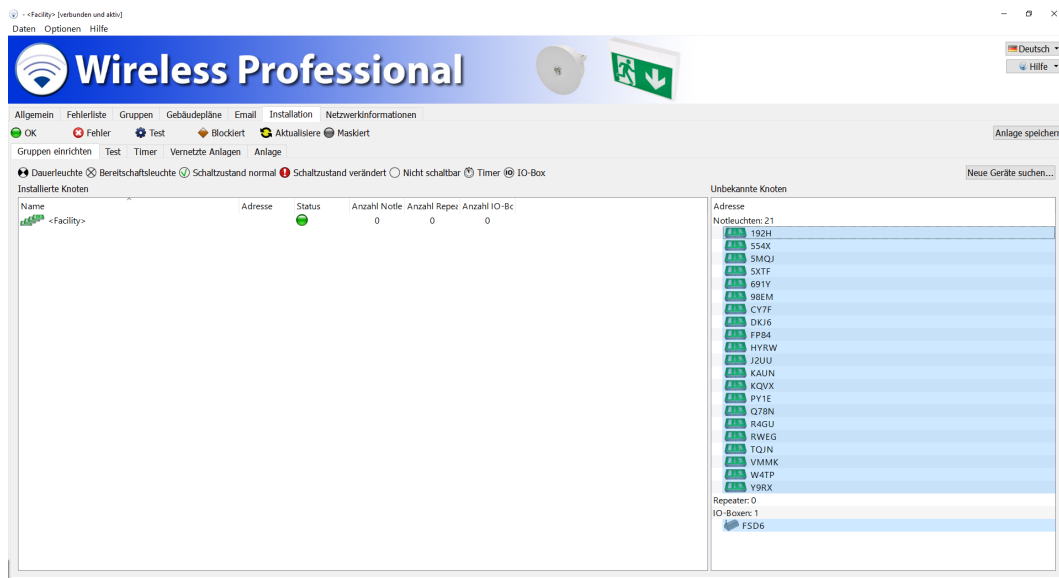 - <Facility> [verbunden und aktiv]
Daten Optionen Hilfe
Wireless Professional
Deutsch
Hilfe
Allgemein Fehlerliste Gruppen Gebäudepläne Email Installation Netzwerkinformationen
OK Fehler Test Blockiert Aktualisiere Maskiert Anlage speichern
Gruppen einrichten Test Timer Vernetzte Anlagen Anlage
Dauerleuchte Bereitschaftsleuchte Schaltzustand normal Schaltzustand verändert Nicht schaltbar Timer IO-Box Neue Geräte suchen...
Installierte Knoten Unbekannte Knoten
Name Adresse Status Anzahl Notle Anzahl Repea Anzahl IO-Bc Adresse
<Facility> 0 0 0
Notleuchten: 21
192H
554X
5MQJ
5XTF
691Y
98EM
CY7F
DKJ6
FP84
HYRW
J2UU
KAUN
KQVX
PY1E
Q78N
R4GU
RWEG
TQJN
VMMK
W4TP
Y9RX
Repeater: 0
IO-Boxen: 1
FSD6